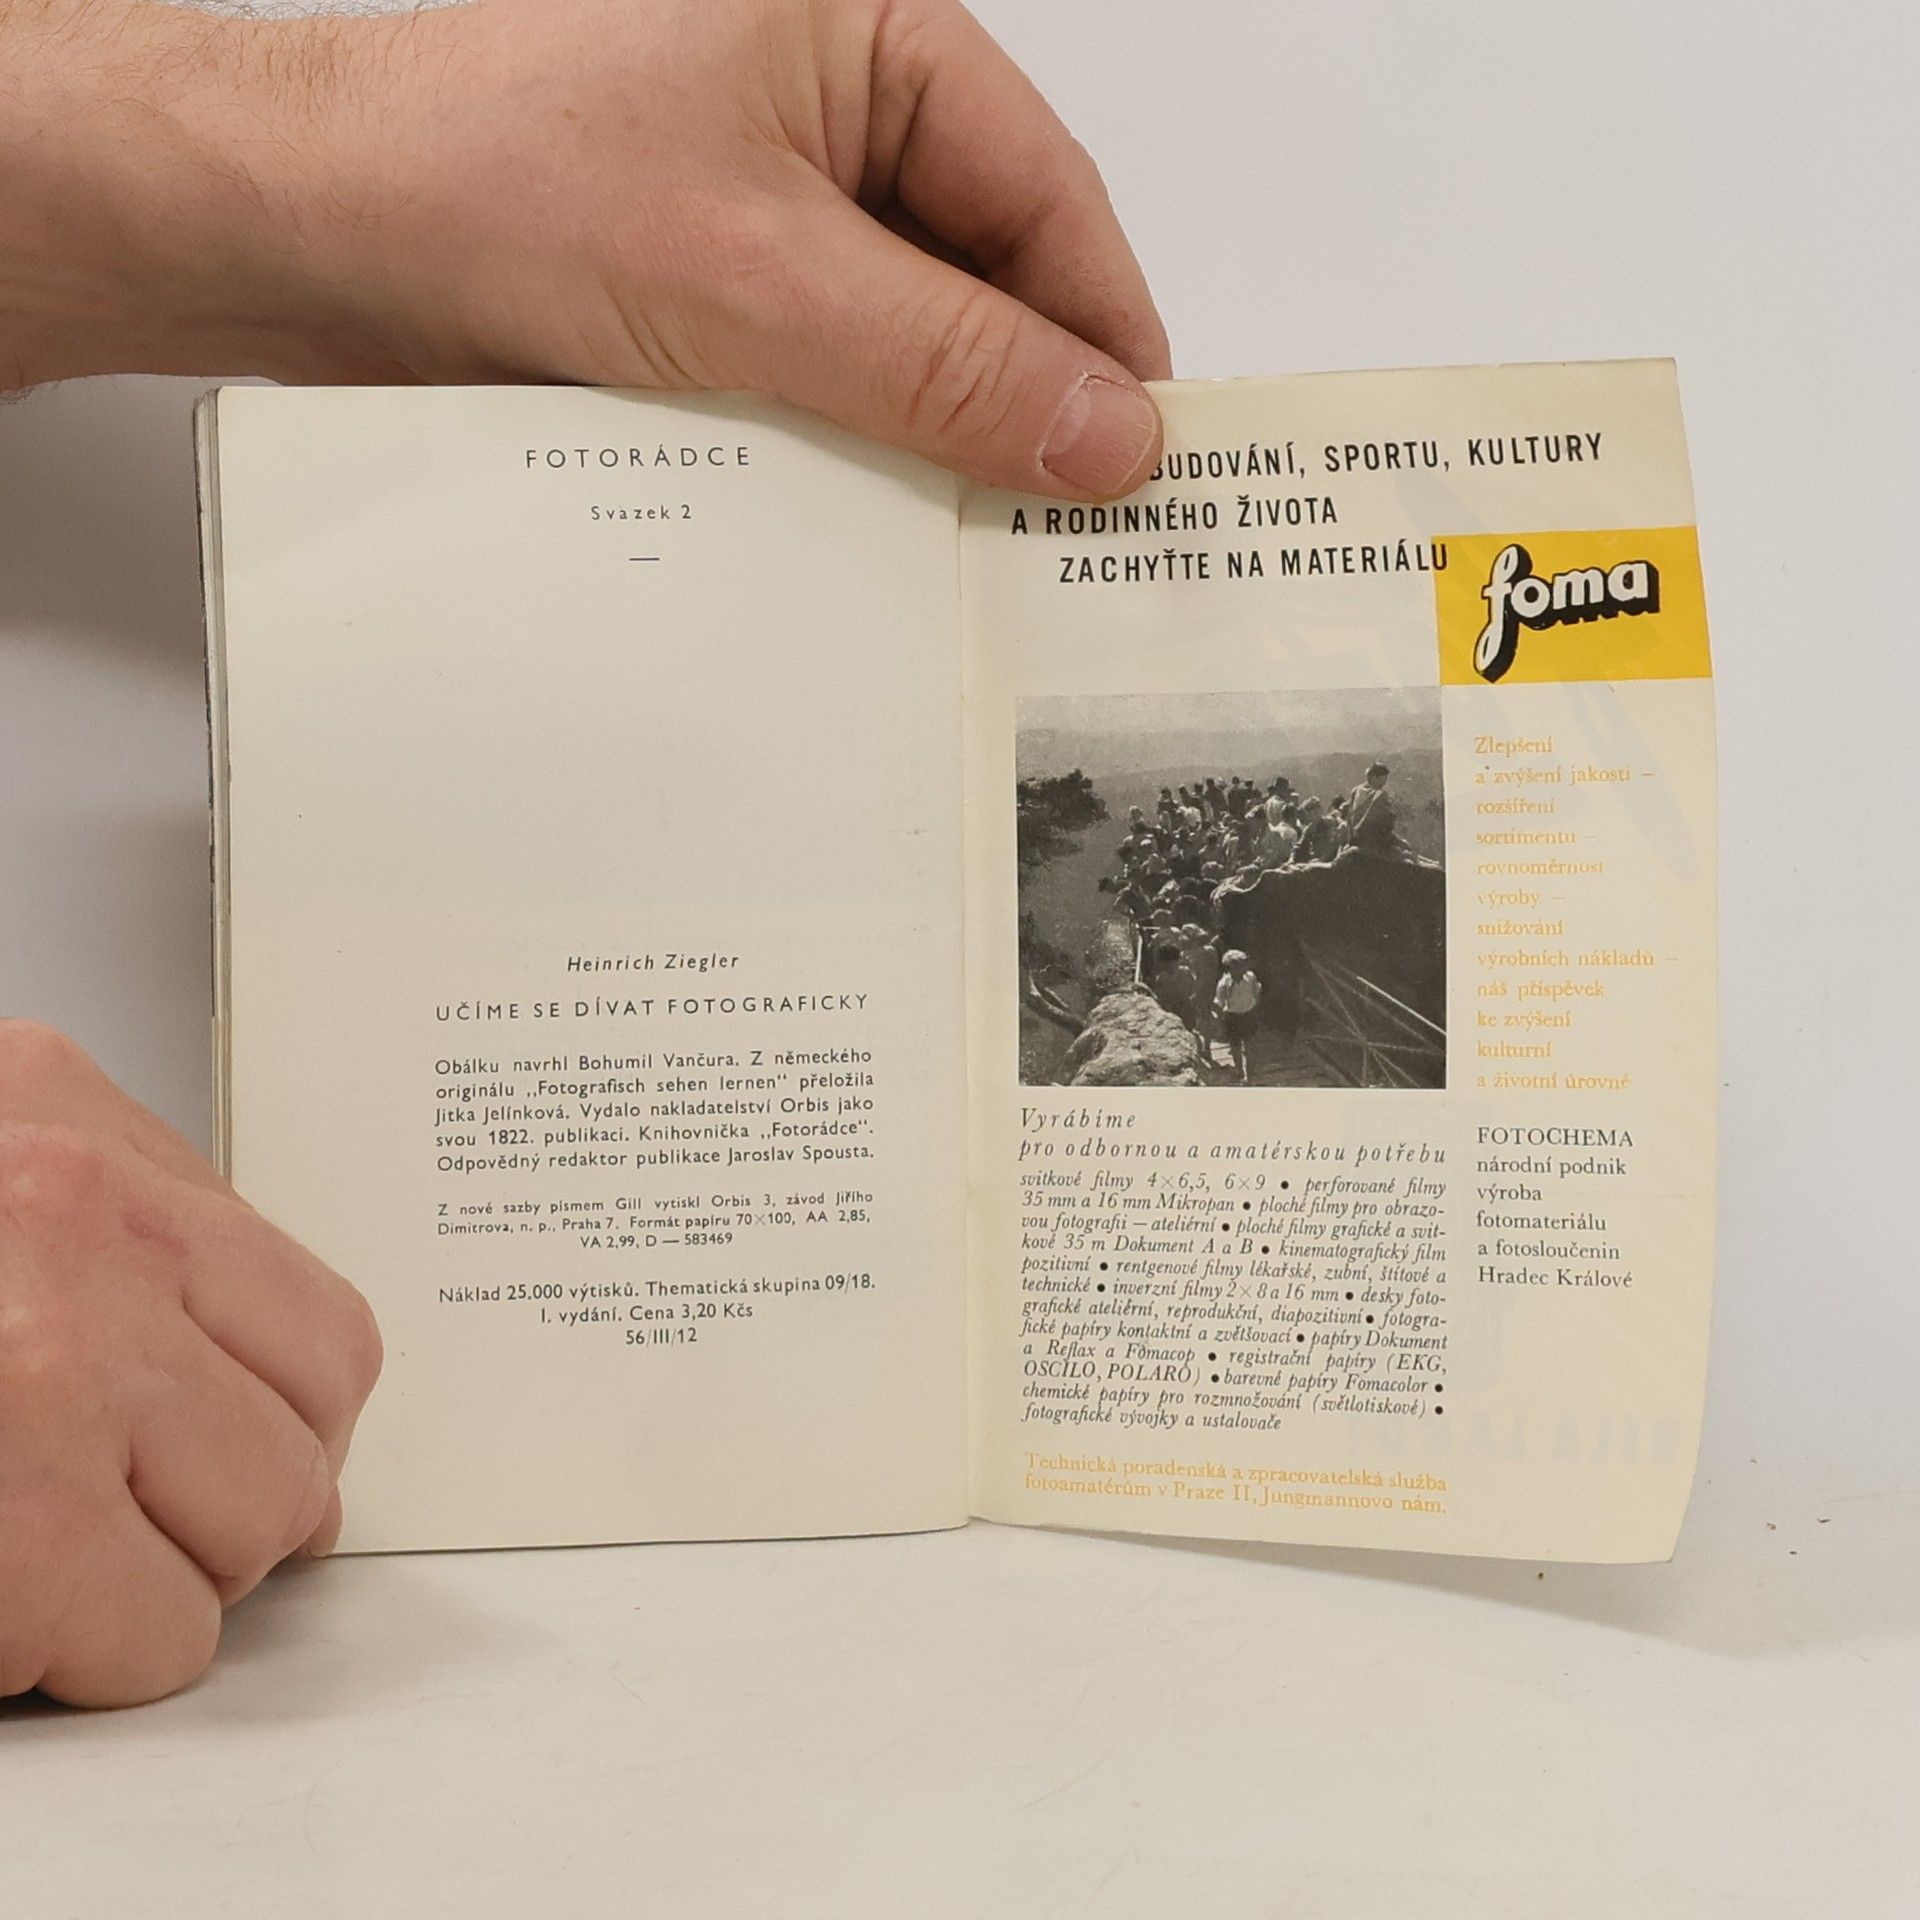 FOTORÁDCE
Svazek 2
Heinrich Ziegler
UČÍME SE DÍVAT FOTOGRAFICKY
Obálku navrhl Bohumil Vančura. Z německého
originálu „Fotografisch sehen lernen“ přeložila
Jitka Jelínková. Vydalo nakladatelství Orbis jako
svou 1822. publikaci. Knihovnička „Fotorádce“.
Odpovědný redaktor publikace Jaroslav Spousta.
Z nové sazby písmem Gill vytiskl Orbis 3, závod Jiřího
Dimitrova, n. p., Praha 7. Formát papíru 70×100, AA 2,85,
VA 2,99, D — 583469
Náklad 25.000 výtisků. Thematická skupina 09/18.
I. vydání. Cena 3,20 Kčs
56/III/12
BUDOVÁNÍ, SPORTU, KULTURY
A RODINNÉHO ŽIVOTA
ZACHYŤTE NA MATERIÁLU
foma
Zlepšení
a zvýšení jakosti —
rozšíření
sortimentu —
rovnoměrnost
výroby —
snižování
výrobních nákladů —
náš příspěvek
ke zvýšení
kulturní
a životní úrovně
Vyrábíme
pro odbornou a amatérskou potřebu
svitkové filmy 4×6,5, 6×9 • perforované filmy
35 mm a 16 mm Mikropan • ploché filmy pro obrazo-
vou fotografii — ateliérní • ploché filmy grafické a svit-
kové 35 m Dokument A a B • kinematografický film
pozitivní • rentgenové filmy lékařské, zubní, štítové a
technické • inverzní filmy 2×8 a 16 mm • desky foto-
grafické ateliérní, reprodukční, diapozitivní • fotogra-
fické papíry kontaktní a zvětšovací • papíry Dokument
a Reflax a Fomacop • registrační papíry (EKG,
OSCILO, POLARO) • barevné papíry Fomacolor •
chemické papíry pro rozmnožování (světlotiskové) •
fotografické vývojky a ustalovače
Technická poradenská a zpracovatelská služba
fotoamatérům v Praze II, Jungmannovo nám.
FOTOCHEMA
národní podnik
výroba
fotomateriálu
a fotosloučenin
Hradec Králové